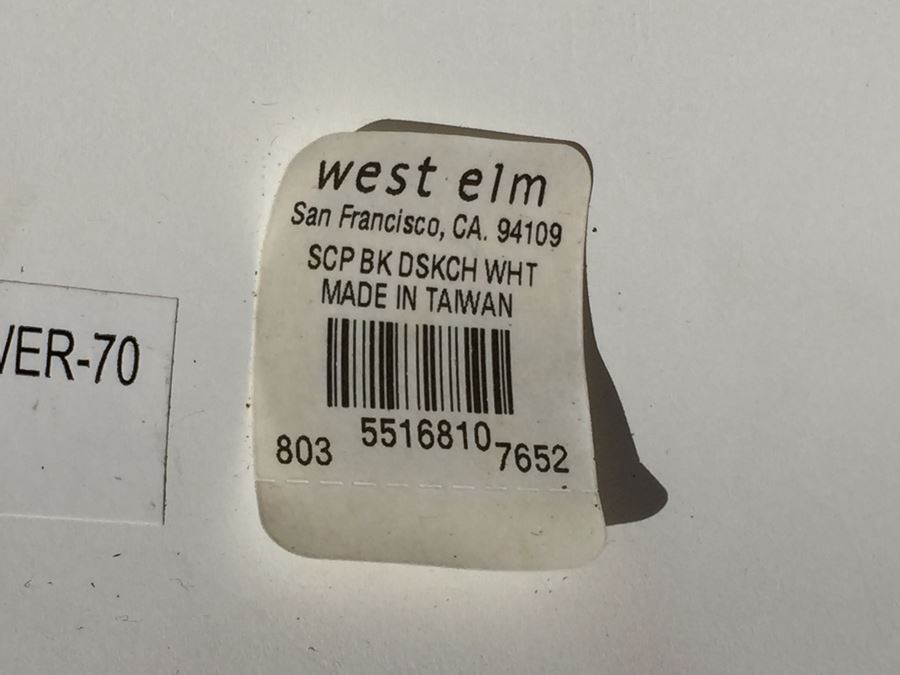 west elm
San Francisco, CA. 94109
SCP BK DSKCH WHT
MADE IN TAIWAN
5516810
803
7652
VER-70